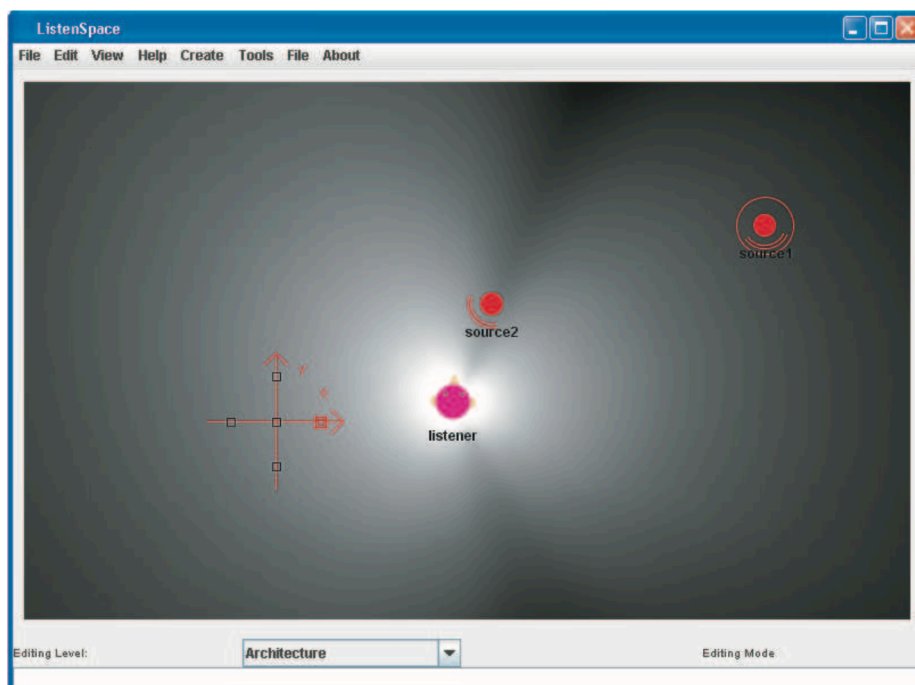 ListenSpace
File Edit View Help Create Tools File About
source1
source2
y
x
listener
Editing Level: Architecture Editing Mode